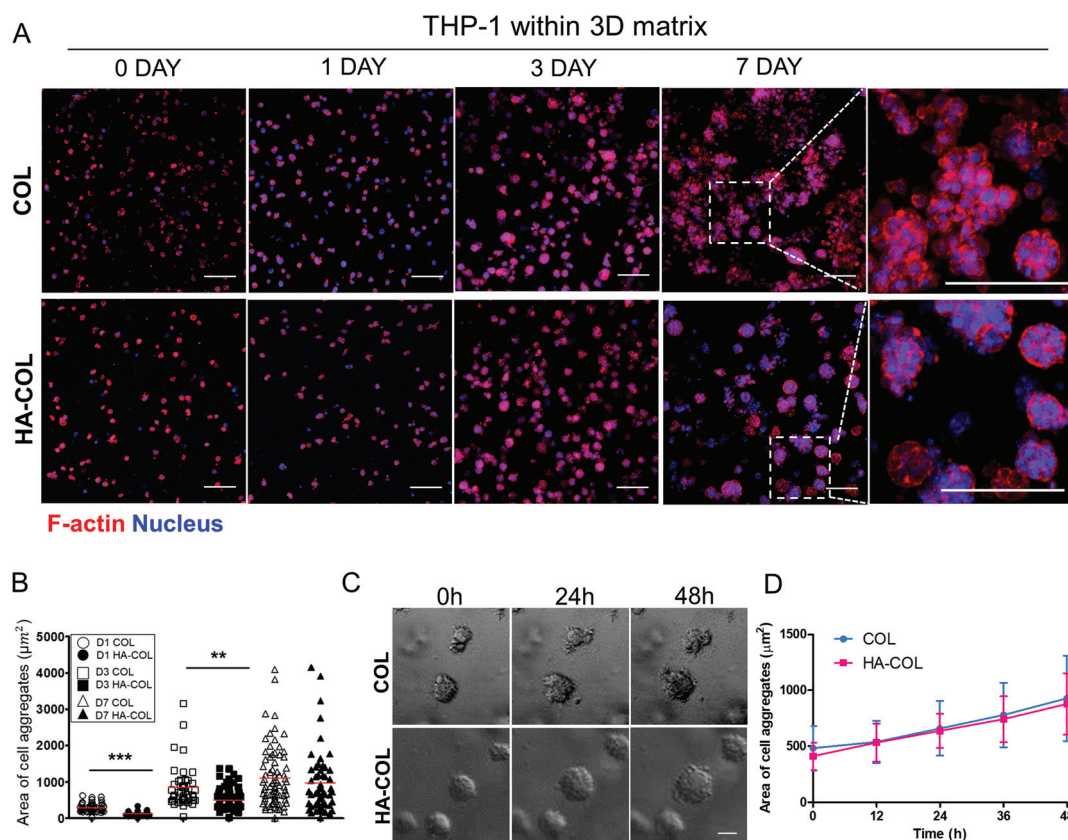 A
THP-1 within 3D matrix
0 DAY 1 DAY 3 DAY 7 DAY
COL
HA-COL
F-actin Nucleus
B
Area of cell aggregates (μm²)
5000
4000
3000
2000
1000
0
D1 COL
D1 HA-COL
D3 COL
D3 HA-COL
D7 COL
D7 HA-COL
***
**
C
0h 24h 48h
COL
HA-COL
D
Area of cell aggregates (μm²)
1500
1000
500
0
COL
HA-COL
0 12 24 36 48
Time (h)